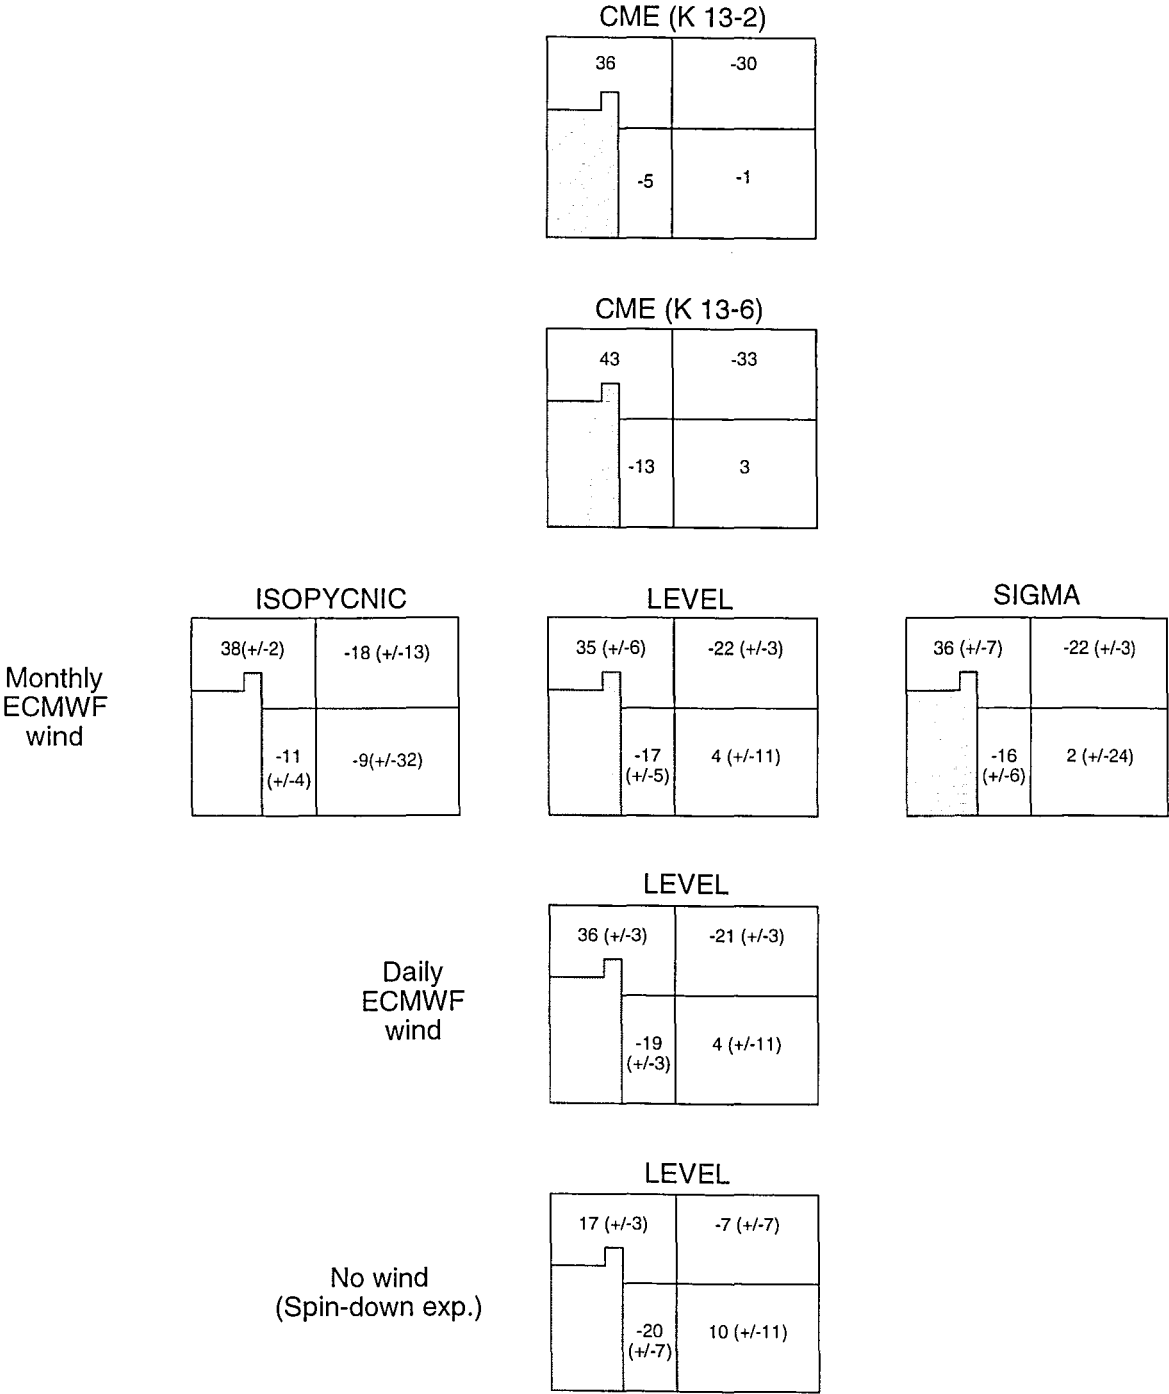 CME (K 13-2)
36
-30
-5
-1
CME (K 13-6)
43
-33
-13
3
Monthly
ECMWF
wind
ISOPYCNIC
38(+/-2)
-18 (+/-13)
-11
(+/-4)
-9(+/-32)
LEVEL
35 (+/-6)
-22 (+/-3)
-17
(+/-5)
4 (+/-11)
SIGMA
36 (+/-7)
-22 (+/-3)
-16
(+/-6)
2 (+/-24)
Daily
ECMWF
wind
LEVEL
36 (+/-3)
-21 (+/-3)
-19
(+/-3)
4 (+/-11)
No wind
(Spin-down exp.)
LEVEL
17 (+/-3)
-7 (+/-7)
-20
(+/-7)
10 (+/-11)